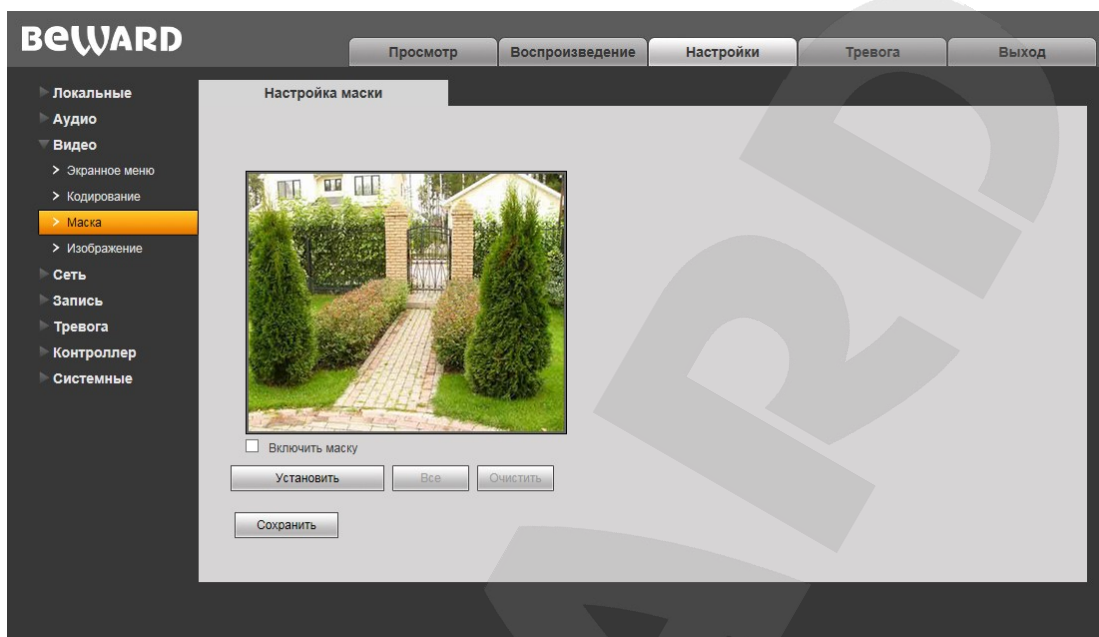 BEWARD
Просмотр Воспроизведение Настройки Тревога Выход
Локальные
Аудио
Видео
> Экранное меню
> Кодирование
> Маска
> Изображение
Сеть
Запись
Тревога
Контроллер
Системные
Настройка маски
Включить маску
Установить Все Очистить
Сохранить
ARD